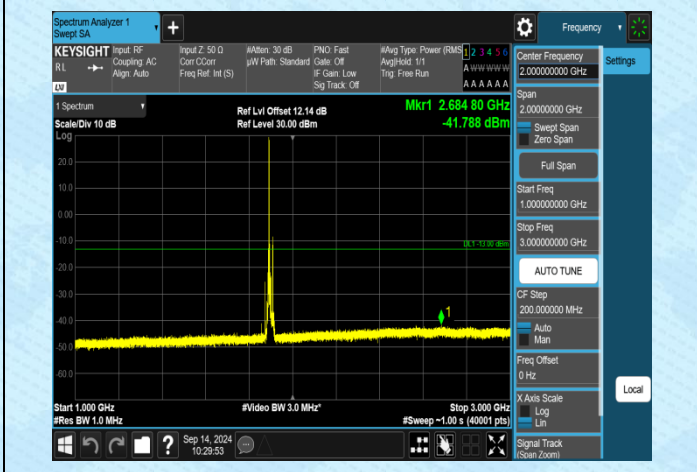 Spectrum Analyzer 1
Swept SA
Frequency
KEYSIGHT
R L
LXI
Input: RF
Coupling: AC
Align: Auto
Input Z: 50 Ω
Corr CCorr
Freq Ref: Int (S)
#Atten: 30 dB
µW Path: Standard
PNO: Fast
Gate: Off
IF Gain: Low
Sig Track: Off
#Avg Type: Power (RMS
Avg|Hold: 1/1
Trig: Free Run
1 2 3 4 5 6
A W W W W W
A A A A A A
Center Frequency
2.000000000 GHz
Settings
Span
2.00000000 GHz
Swept Span
Zero Span
Full Span
Start Freq
1.000000000 GHz
Stop Freq
3.000000000 GHz
AUTO TUNE
CF Step
200.000000 MHz
Auto
Man
Freq Offset
0 Hz
X Axis Scale
Log
Lin
Signal Track
(Span Zoom)
Local
1 Spectrum
Scale/Div 10 dB
Log
Ref Lvl Offset 12.14 dB
Ref Level 30.00 dBm
Mkr1 2.684 80 GHz
-41.788 dBm
20.0
10.0
0.00
-10.0
DL1 -13.00 dBm
-20.0
-30.0
-40.0
1
-50.0
-60.0
Start 1.000 GHz
#Res BW 1.0 MHz
#Video BW 3.0 MHz*
Stop 3.000 GHz
#Sweep ~1.00 s (40001 pts)
?
Sep 14, 2024
10:29:53